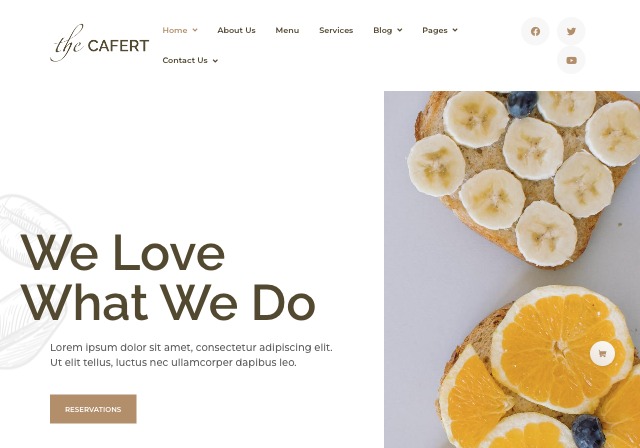 the CAFERT
Home About Us Menu Services Blog Pages
Contact Us
We Love
What We Do
Lorem ipsum dolor sit amet, consectetur adipiscing elit.
Ut elit tellus, luctus nec ullamcorper dapibus leo.
RESERVATIONS